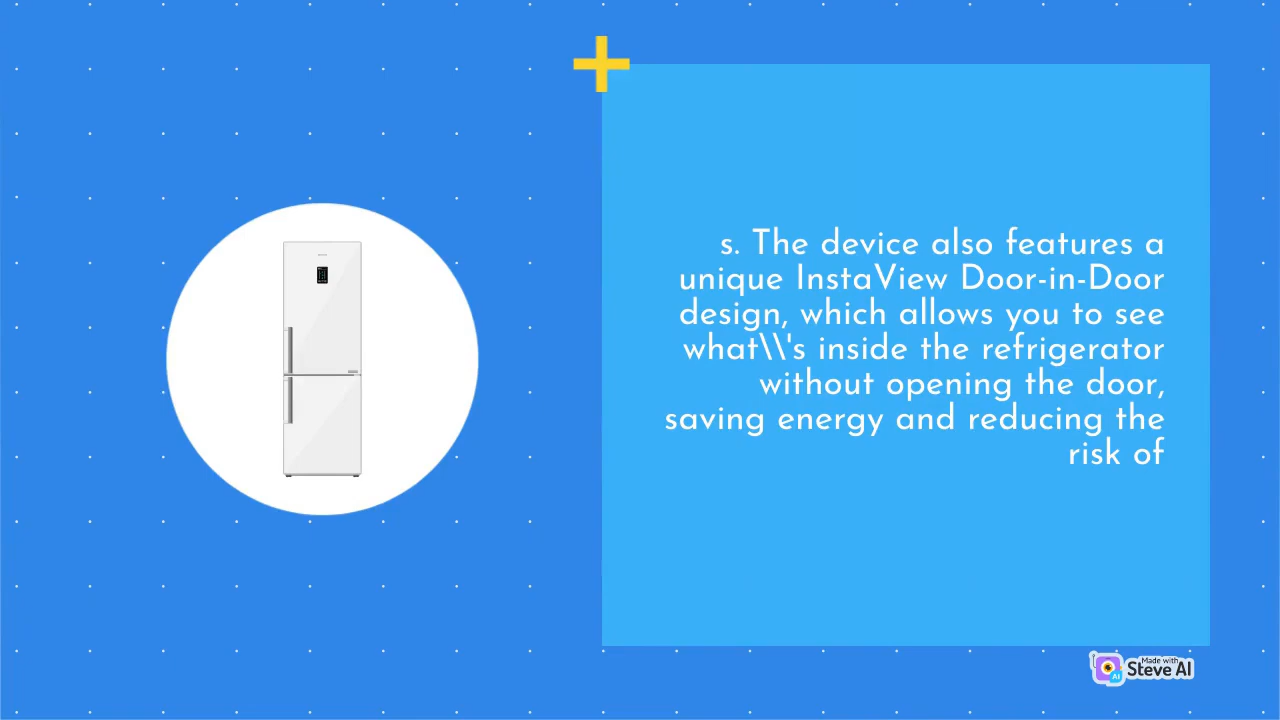 s. The device also features a
unique InstaView Door-in-Door
design, which allows you to see
what\\'s inside the refrigerator
without opening the door,
saving energy and reducing the
risk of
Made with
Steve AI
AI